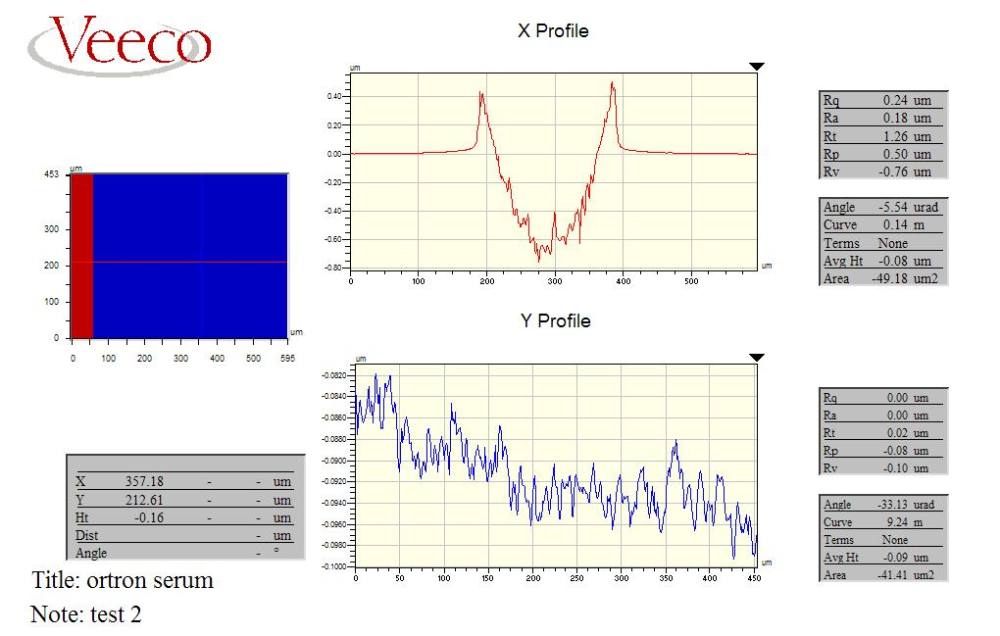 Veeco
X Profile
um
0.40
0.20
0.00
-0.20
-0.40
-0.60
-0.80
0 100 200 300 400 500
um
Rq 0.24 um
Ra 0.18 um
Rt 1.26 um
Rp 0.50 um
Rv -0.76 um
Angle -5.54 urad
Curve 0.14 m
Terms None
Avg Ht -0.08 um
Area -49.18 um2
um
453
300
200
100
0
um
0 100 200 300 400 500 595
Y Profile
um
-0.0820
-0.0840
-0.0860
-0.0880
-0.0900
-0.0920
-0.0940
-0.0960
-0.0980
-0.1000
0 50 100 150 200 250 300 350 400 450
um
Rq 0.00 um
Ra 0.00 um
Rt 0.02 um
Rp -0.08 um
Rv -0.10 um
Angle -33.13 urad
Curve 9.24 m
Terms None
Avg Ht -0.09 um
Area -41.41 um2
X 357.18 - - um
Y 212.61 - - um
Ht -0.16 - - um
Dist - um
Angle - °
Title: ortron serum
Note: test 2